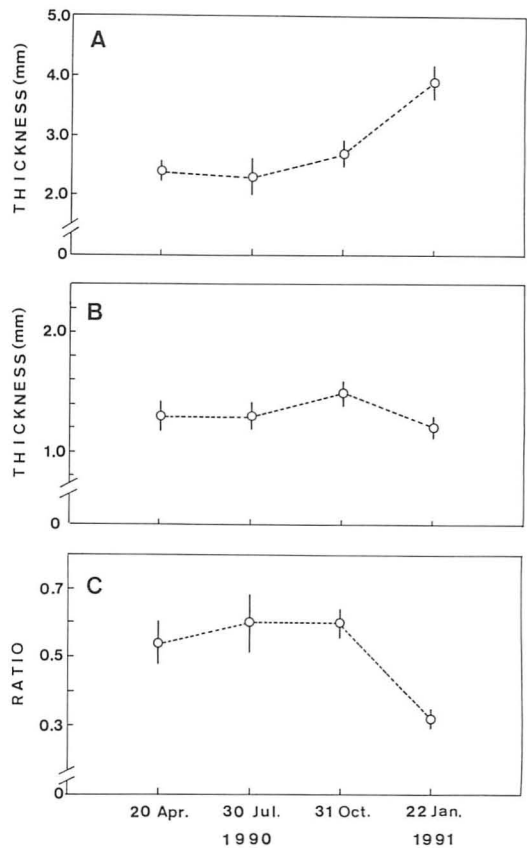 A
THICKNESS (mm)
5.0
4.0
3.0
2.0
0
B
THICKNESS (mm)
2.0
1.0
0
C
RATIO
0.7
0.5
0.3
0
20 Apr. 30 Jul. 31 Oct. 22 Jan.
1990 1991